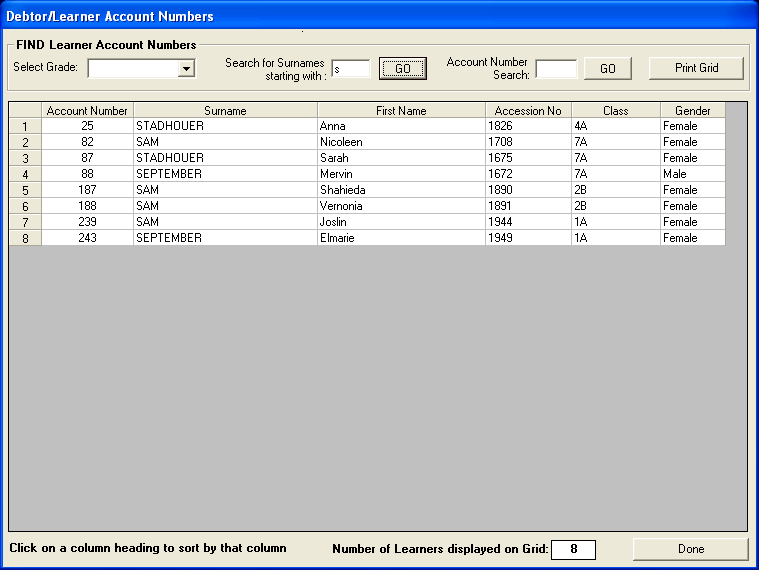 Debtor/Learner Account Numbers
FIND Learner Account Numbers
Select Grade:
Search for Surnames starting with : s GO
Account Number Search: GO
Print Grid
Account Number Surname First Name Accession No Class Gender
1 25 STADHOUER Anna 1826 4A Female
2 82 SAM Nicoleen 1708 7A Female
3 87 STADHOUER Sarah 1675 7A Female
4 88 SEPTEMBER Mervin 1672 7A Male
5 187 SAM Shahieda 1890 2B Female
6 188 SAM Vernonia 1891 2B Female
7 239 SAM Joslin 1944 1A Female
8 243 SEPTEMBER Elmarie 1949 1A Female
Click on a column heading to sort by that column
Number of Learners displayed on Grid: 8
Done